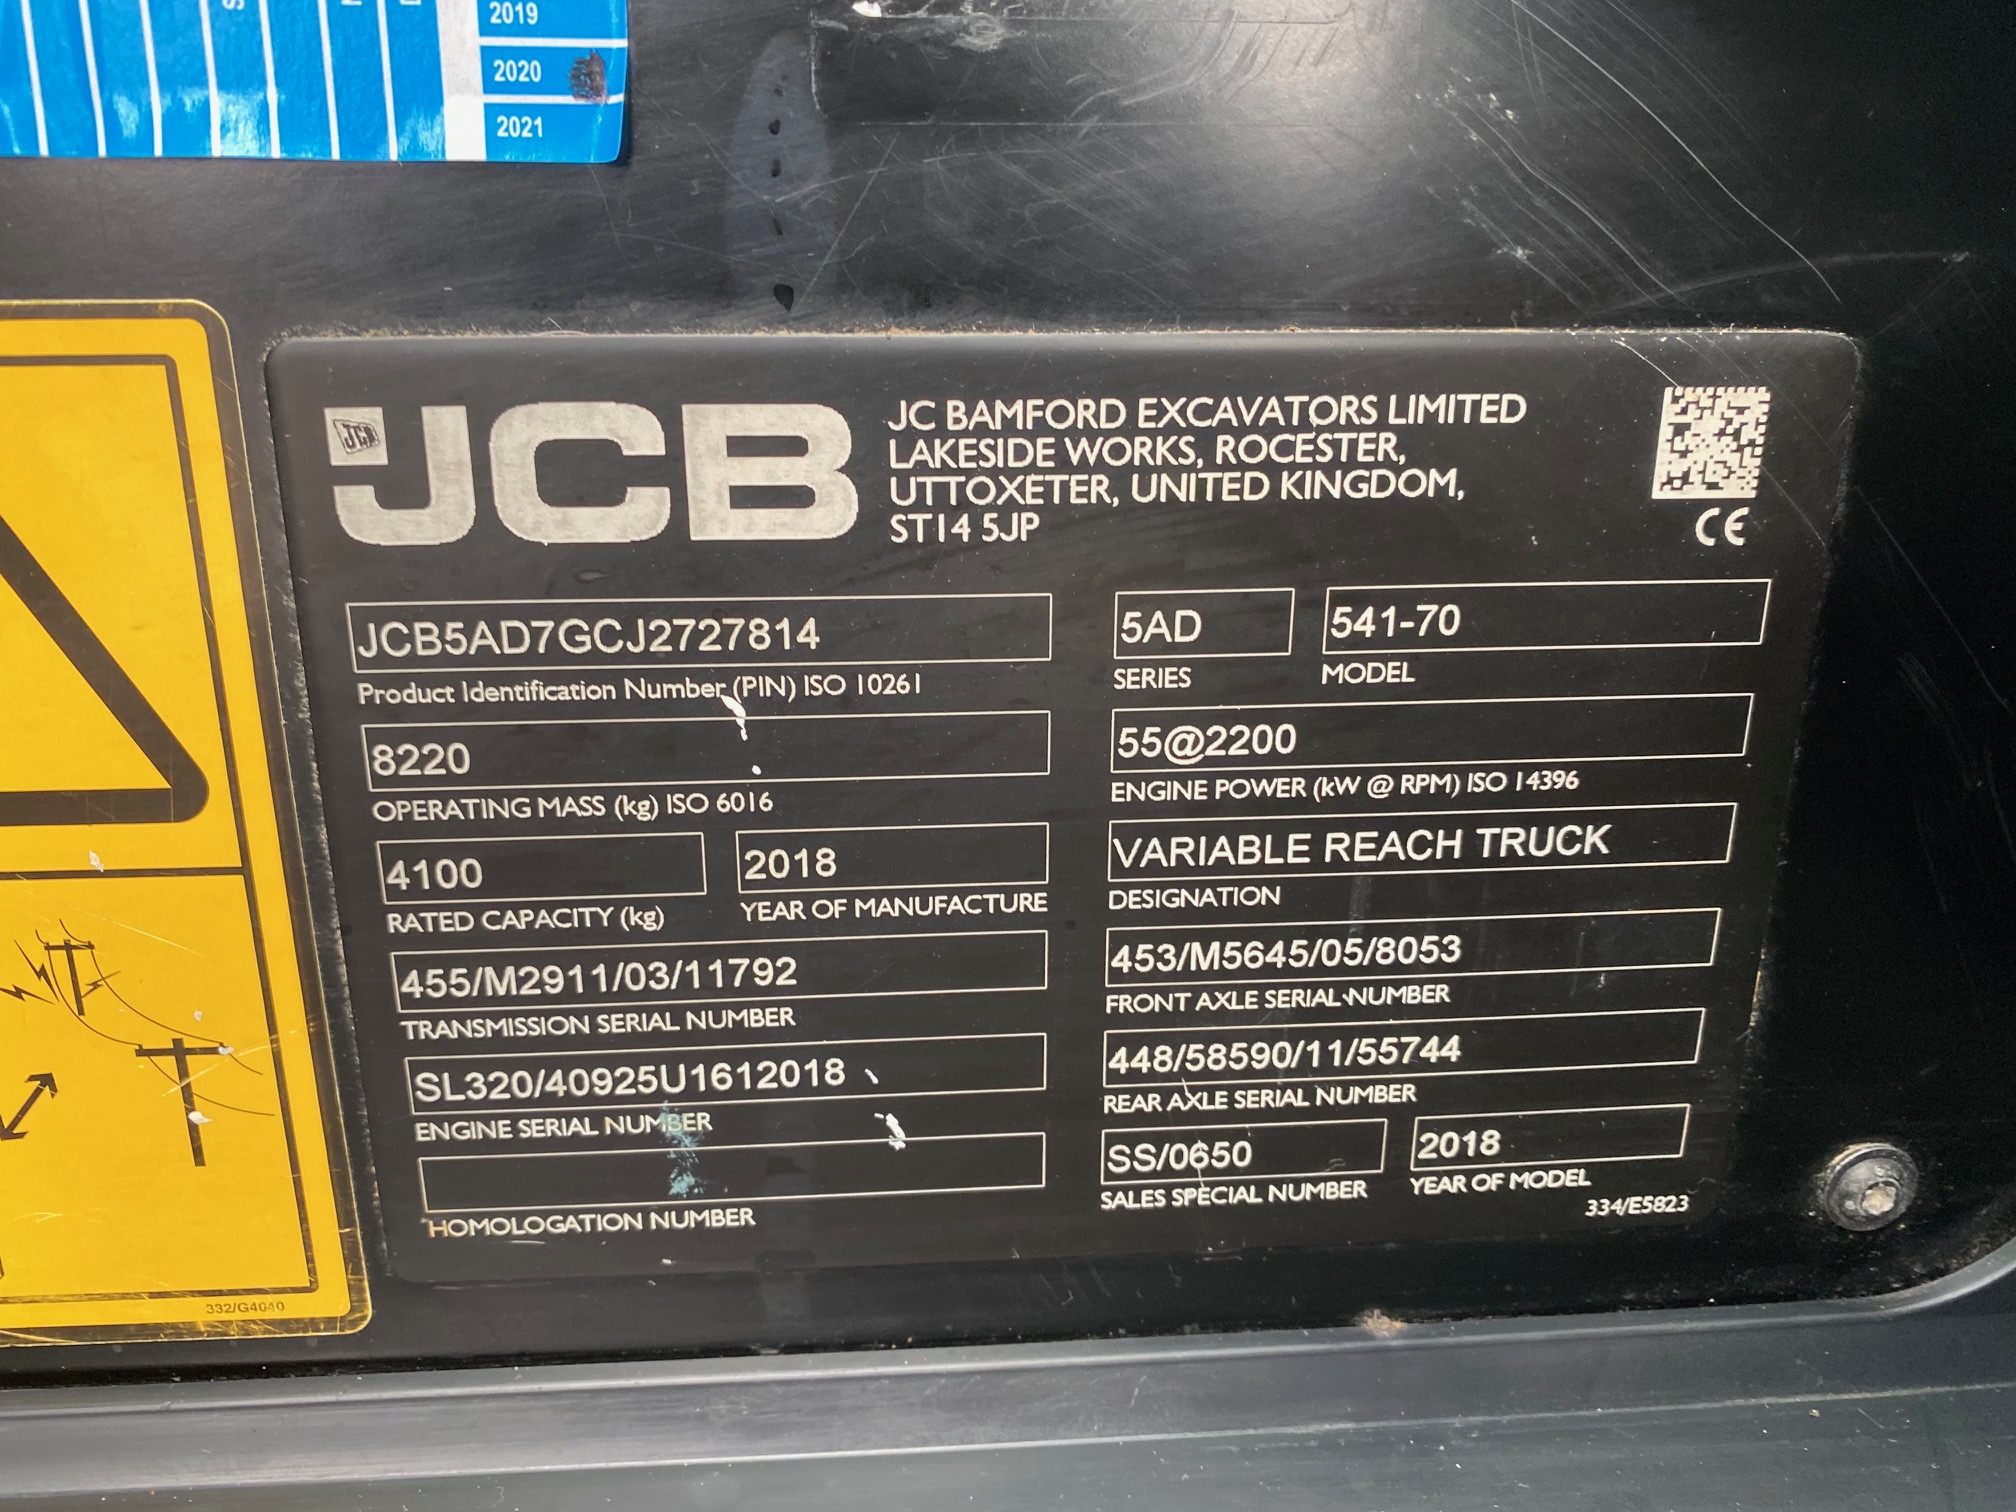 2019
2020
2021
JCB
JC BAMFORD EXCAVATORS LIMITED
LAKESIDE WORKS, ROCESTER,
UTTOXETER, UNITED KINGDOM,
ST14 5JP
CE
JCB5AD7GCJ2727814
Product Identification Number (PIN) ISO 10261
5AD
SERIES
541-70
MODEL
8220
OPERATING MASS (kg) ISO 6016
55@2200
ENGINE POWER (kW @ RPM) ISO 14396
4100
RATED CAPACITY (kg)
2018
YEAR OF MANUFACTURE
VARIABLE REACH TRUCK
DESIGNATION
455/M2911/03/11792
TRANSMISSION SERIAL NUMBER
453/M5645/05/8053
FRONT AXLE SERIAL NUMBER
SL320/40925U1612018
ENGINE SERIAL NUMBER
448/58590/11/55744
REAR AXLE SERIAL NUMBER
HOMOLOGATION NUMBER
SS/0650
SALES SPECIAL NUMBER
2018
YEAR OF MODEL
334/E5823
332/G4040